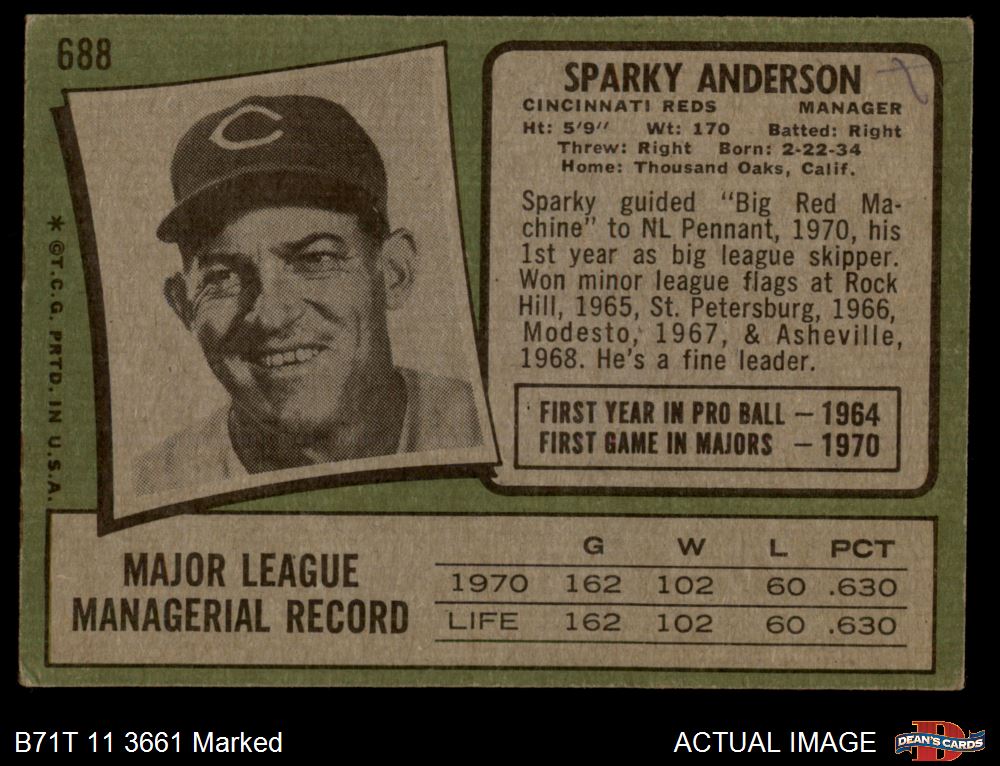 688
SPARKY ANDERSON
CINCINNATI REDS MANAGER
Ht: 5'9" Wt: 170 Batted: Right
Threw: Right Born: 2-22-34
Home: Thousand Oaks, Calif.
Sparky guided "Big Red Ma-
chine" to NL Pennant, 1970, his
1st year as big league skipper.
Won minor league flags at Rock
Hill, 1965, St. Petersburg, 1966,
Modesto, 1967, & Asheville,
1968. He's a fine leader.
FIRST YEAR IN PRO BALL – 1964
FIRST GAME IN MAJORS – 1970
* ©T.C.G. PRTD. IN U.S.A.
C
MAJOR LEAGUE
MANAGERIAL RECORD
G W L PCT
1970 162 102 60 .630
LIFE 162 102 60 .630
B71T 11 3661 Marked
ACTUAL IMAGE
D
DEAN'S CARDS